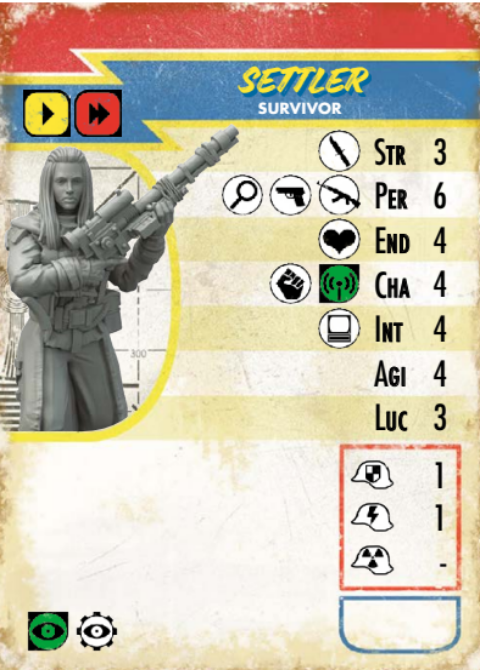 SETTLER
SURVIVOR
STR 3
PER 6
END 4
CHA 4
INT 4
AGI 4
LUC 3
300
1
1
-